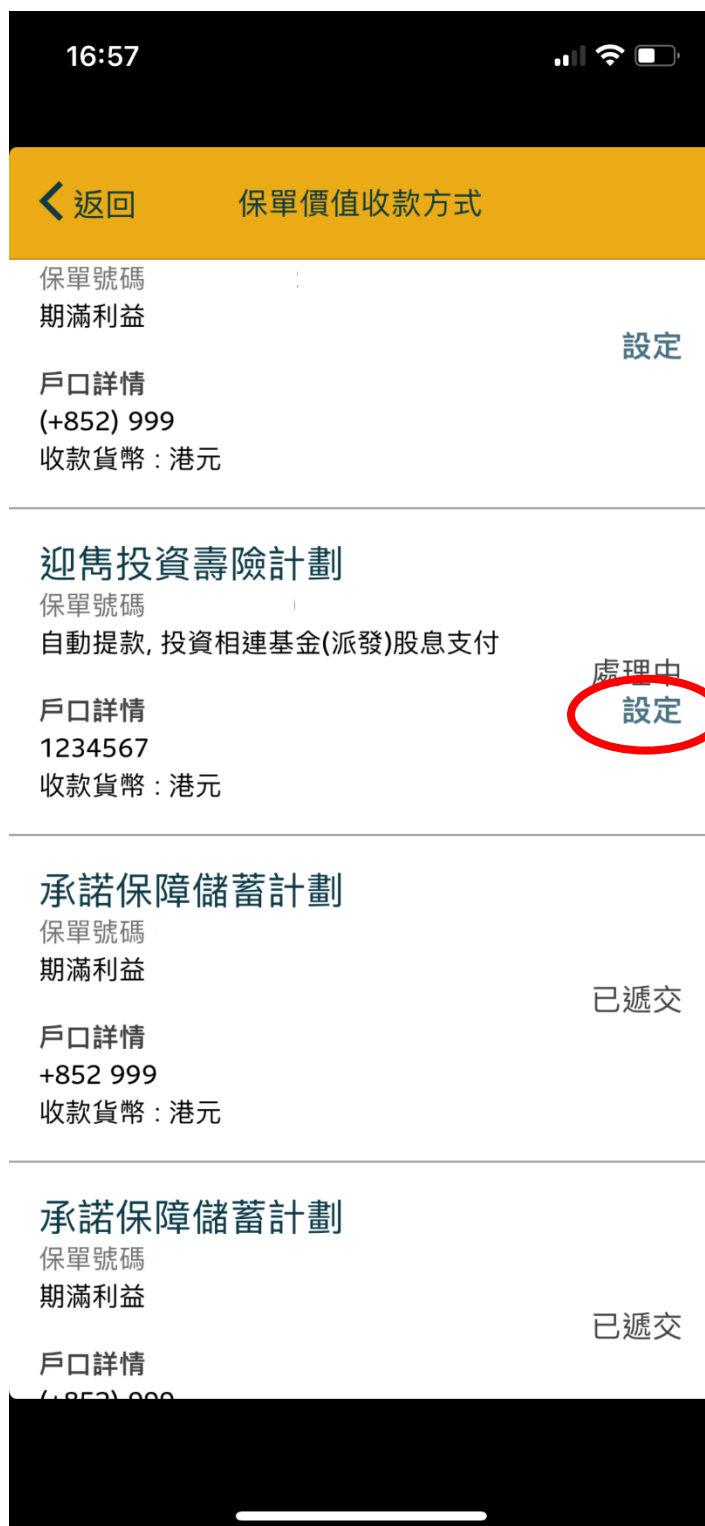 16:57
返回
保單價值收款方式
保單號碼
期滿利益
設定
戶口詳情
(+852) 999
收款貨幣 : 港元
迎雋投資壽險計劃
保單號碼
自動提款, 投資相連基金(派發)股息支付
處理中
設定
戶口詳情
1234567
收款貨幣 : 港元
承諾保障儲蓄計劃
保單號碼
期滿利益
已遞交
戶口詳情
+852 999
收款貨幣 : 港元
承諾保障儲蓄計劃
保單號碼
期滿利益
已遞交
戶口詳情
(+852) 999